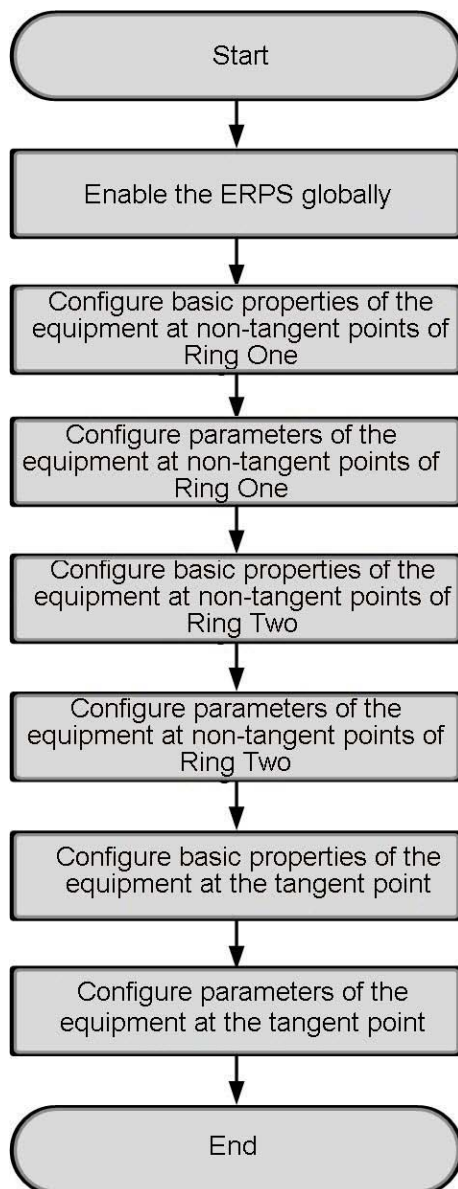 Start
Enable the ERPS globally
Configure basic properties of the
equipment at non-tangent points of
Ring One
Configure parameters of the
equipment at non-tangent points of
Ring One
Configure basic properties of the
equipment at non-tangent points of
Ring Two
Configure parameters of the
equipment at non-tangent points of
Ring Two
Configure basic properties of the
equipment at the tangent point
Configure parameters of the
equipment at the tangent point
End